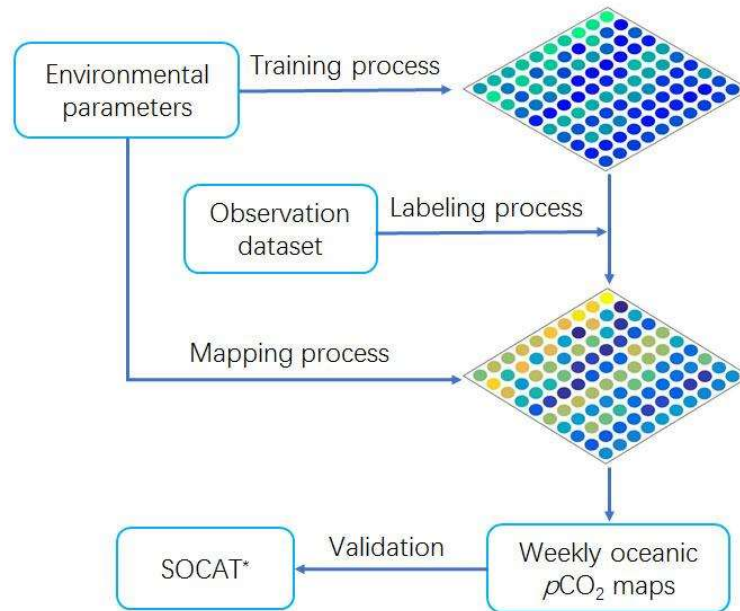 Environmental
parameters
Training process
Observation
dataset
Labeling process
Mapping process
SOCAT*
Validation
Weekly oceanic
pCO₂ maps